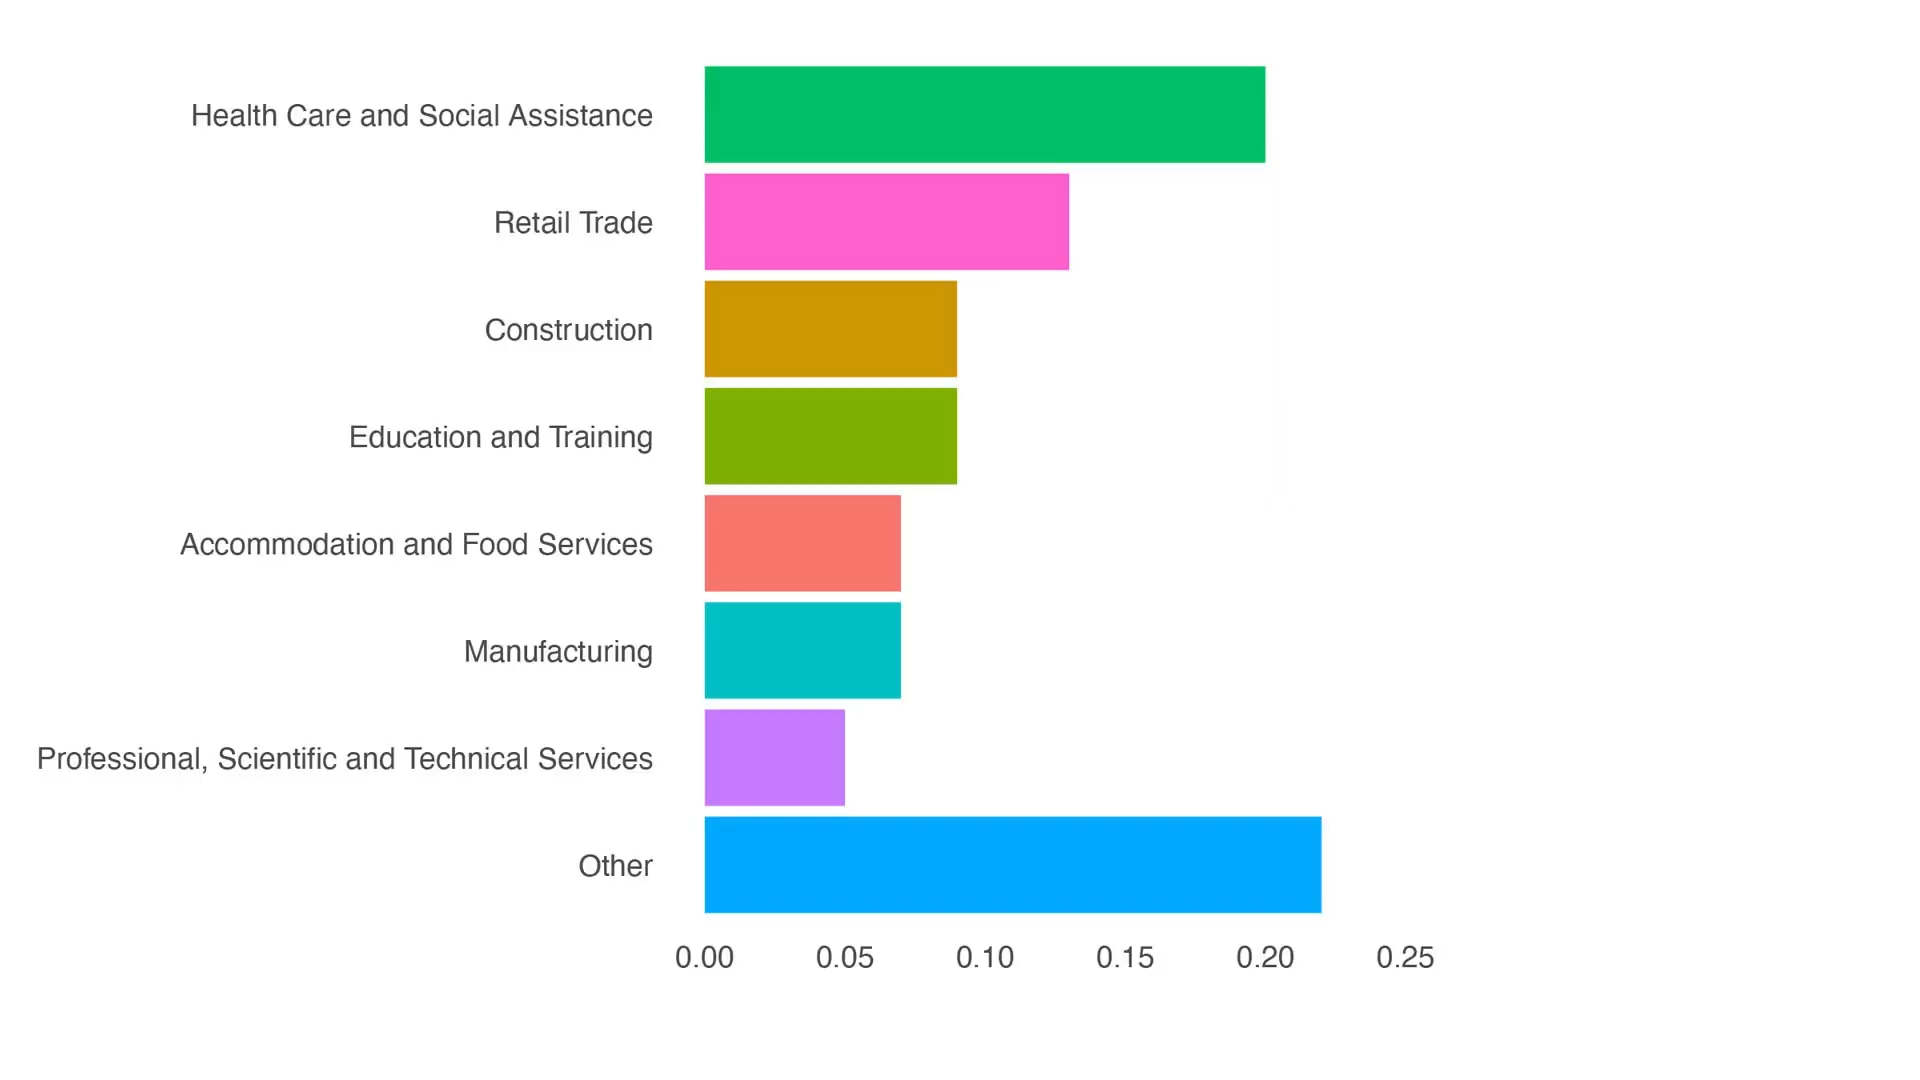 Health Care and Social Assistance
Retail Trade
Construction
Education and Training
Accommodation and Food Services
Manufacturing
Professional, Scientific and Technical Services
Other
0.00 0.05 0.10 0.15 0.20 0.25